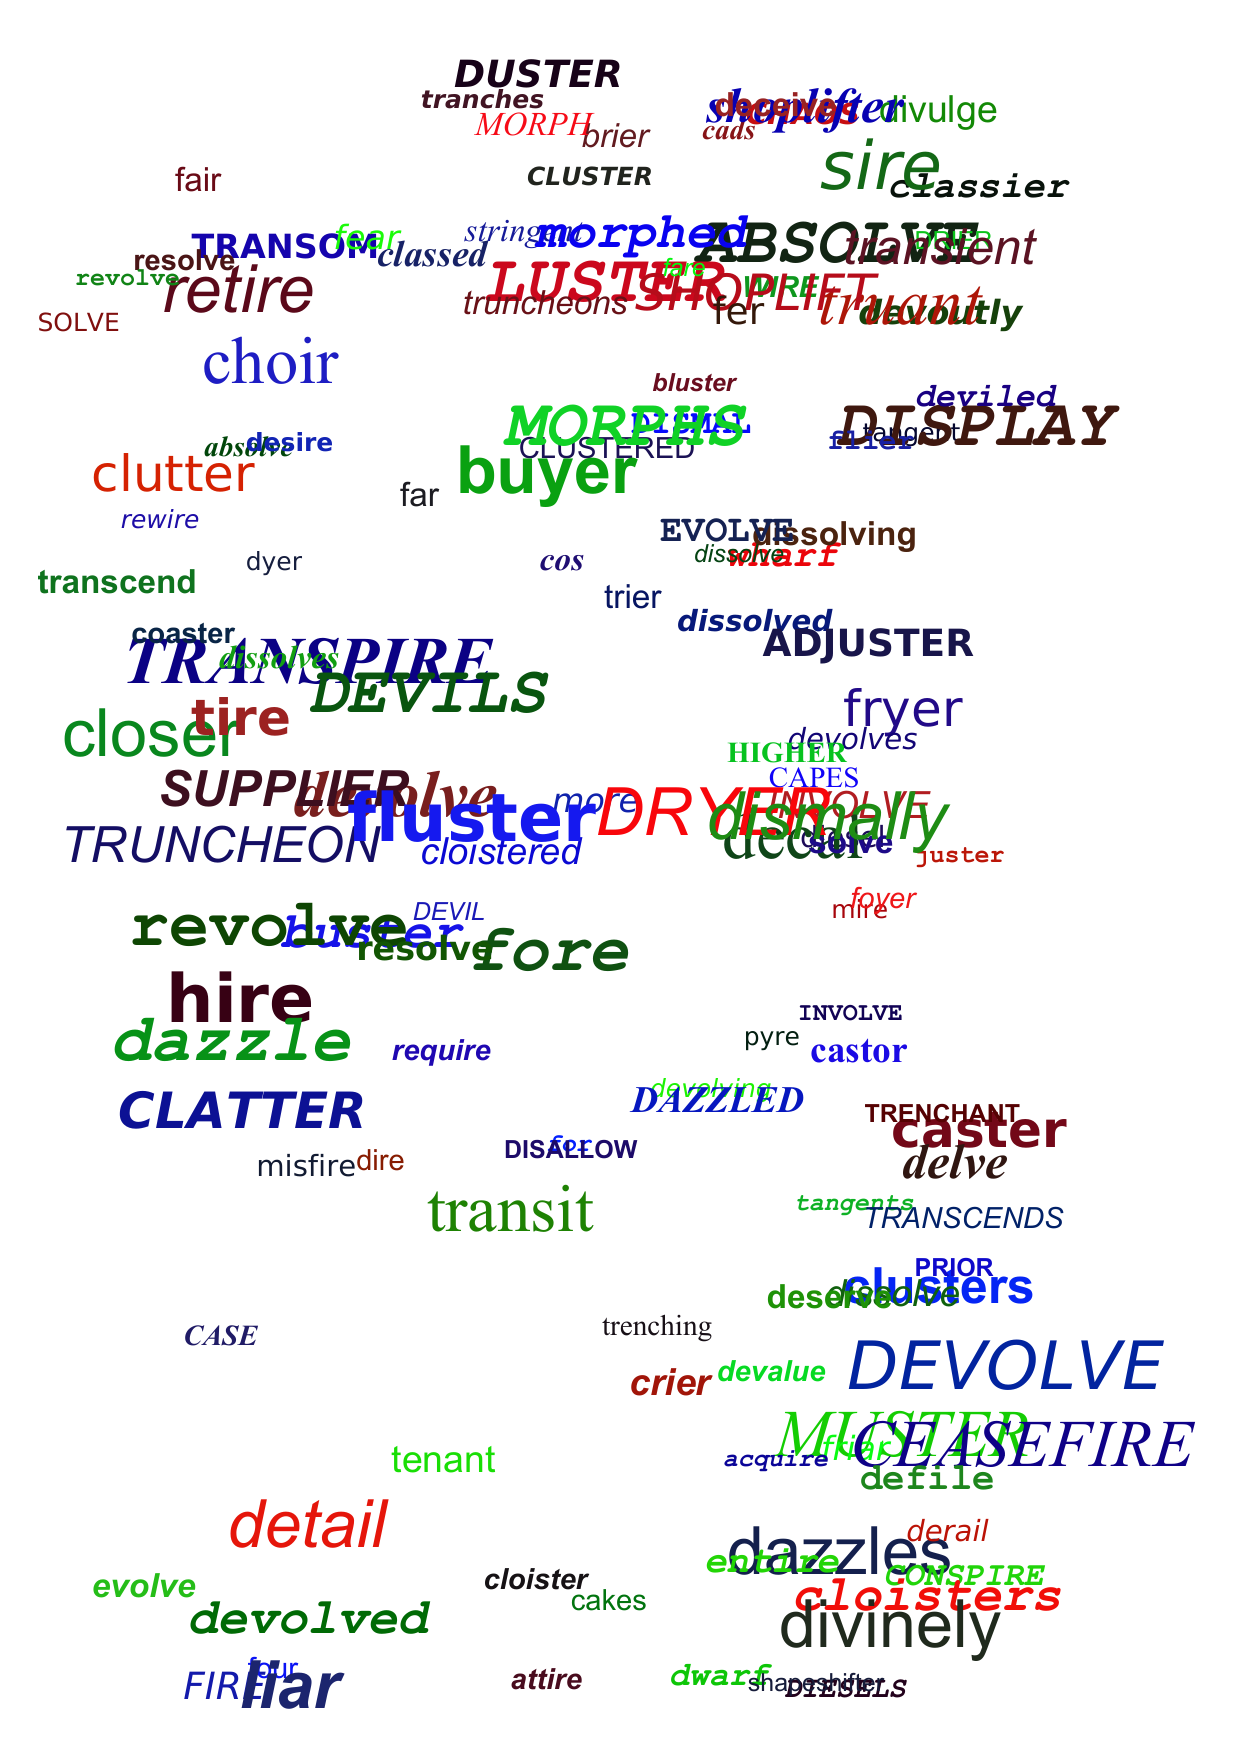 DUSTER
tranches
shoplifter
deceive
divulge
MORPH
brier
cads
sire
fair
CLUSTER
classier
TRANSOM
fear
stringent
morphed
ABSOLVE
transient
DRIER
resolve
classed
revolve
retire
LUSTER
fare
SHOPLIFT
WIRE
truncheons
fer
truant
devoutly
SOLVE
choir
bluster
deviled
MORPHS
DISMAL
DISPLAY
absolve
desire
CLUSTERED
flier
tangent
clutter
buyer
far
rewire
EVOLVE
dissolving
dissolve
wharf
dyer
cos
transcend
trier
dissolved
coaster
TRANSPIRE
dissolves
ADJUSTER
DEVILS
closer
tire
fryer
devolves
HIGHER
CAPES
SUPPLIER
devolve
fluster
more
DRYER
INVOLVE
dismally
TRUNCHEON
cloistered
decal
solve
juster
foyer
mire
revolve
buster
DEVIL
resolve
fore
hire
INVOLVE
dazzle
require
pyre
castor
CLATTER
devolving
DAZZLED
TRENCHANT
caster
misfire
dire
DISALLOW
for
delve
transit
tangents
TRANSCENDS
PRIOR
clusters
deserve
dissolve
CASE
trenching
crier
devalue
DEVOLVE
MUSTER
friar
CEASEFIRE
tenant
acquire
defile
detail
derail
dazzles
entire
CONSPIRE
evolve
cloister
cakes
cloisters
devolved
divinely
four
FIRE
liar
attire
dwarf
shapeshifter
DIESELS